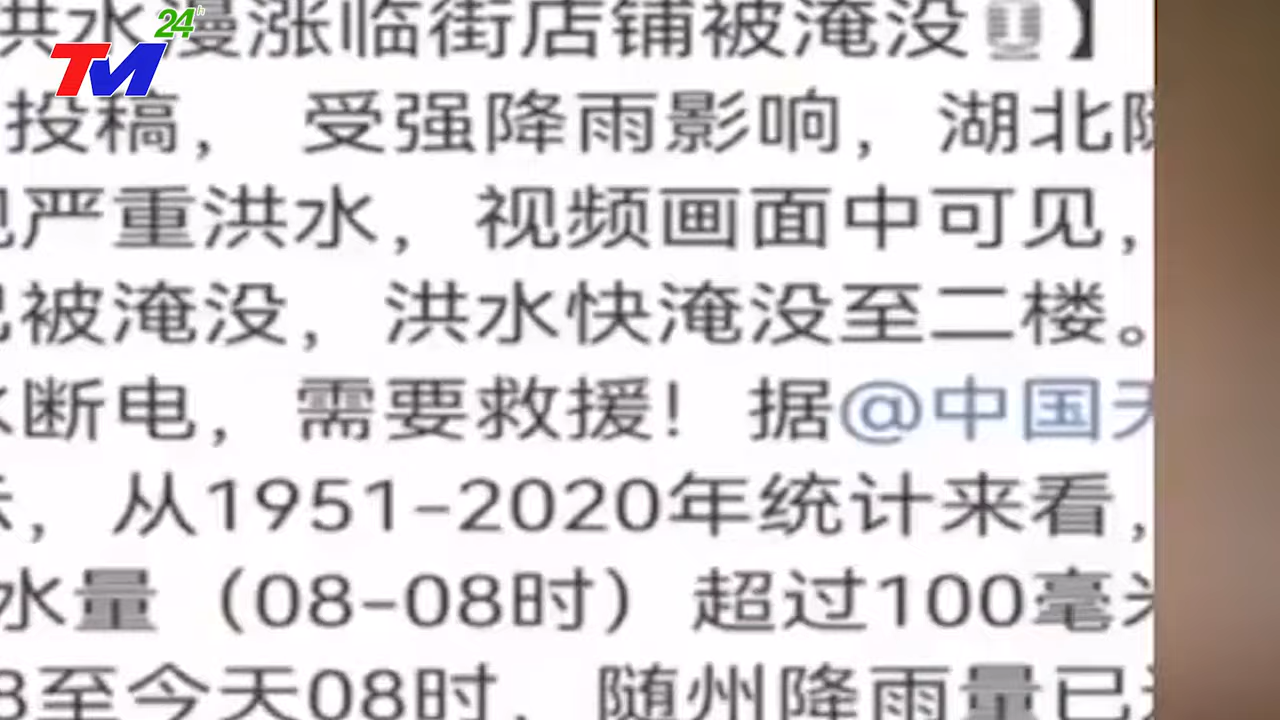 TM 24h
洪水漫涨临街店铺被淹没】
投稿，受强降雨影响，湖北
严重洪水，视频画面中可见，
被淹没，洪水快淹没至二楼。
断电，需要救援！据@中国
，从1951-2020年统计来看，
水量（08-08时）超过100毫
8至今天08时，随州降雨量已